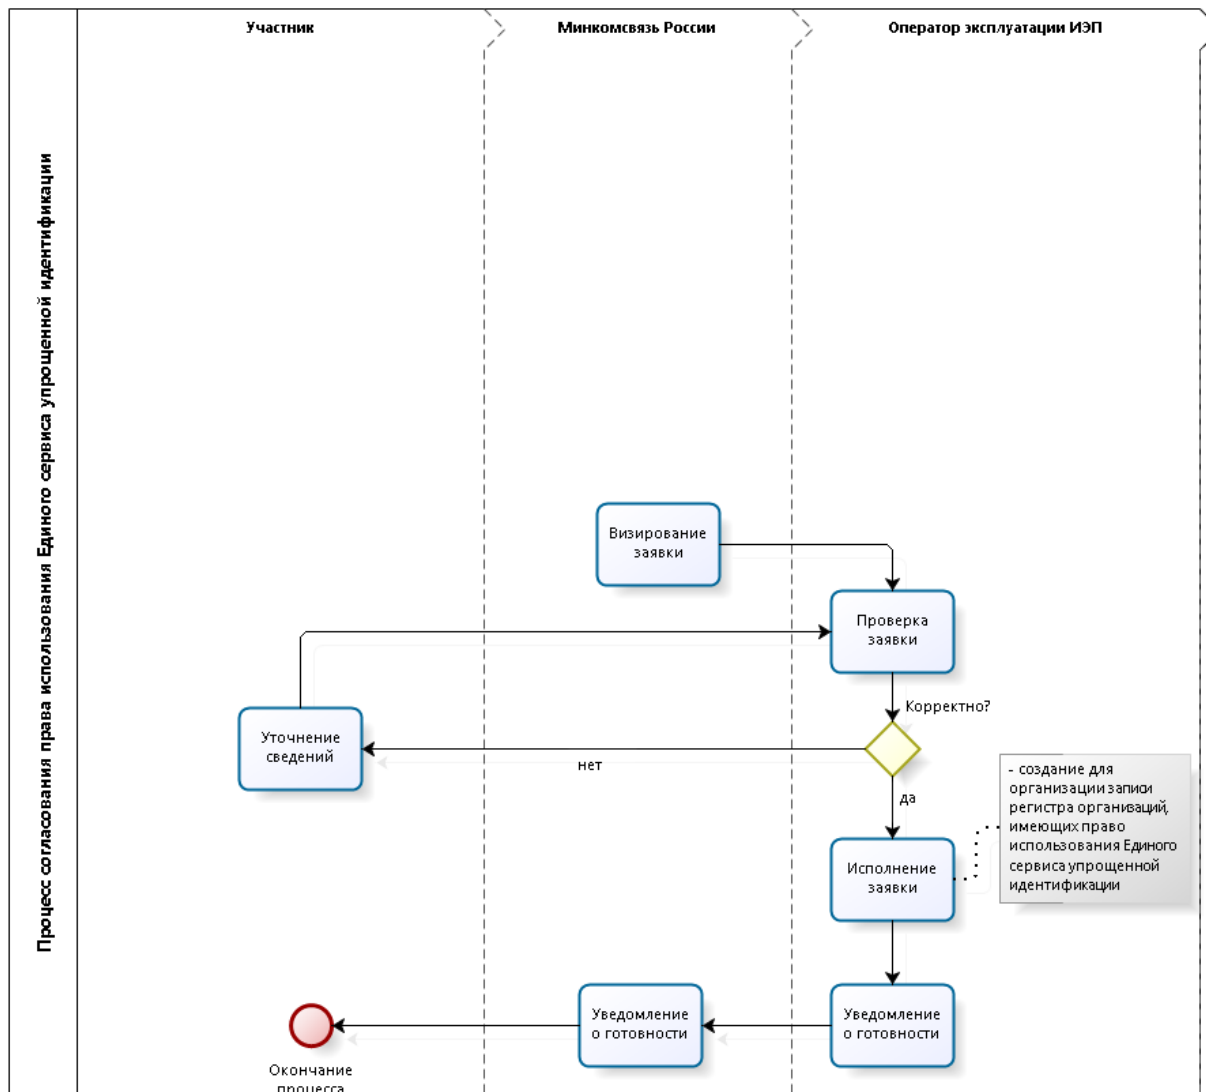 Процесс согласования права использования Единого сервиса упрощенной идентификации
Участник
Минкомсвязь России
Оператор эксплуатации ИЭП
Визирование
заявки
Проверка
заявки
Корректно?
Уточнение
сведений
нет
да
- создание для
организации записи
регистра организаций,
имеющих право
использования Единого
сервиса упрощенной
идентификации
Исполнение
заявки
Уведомление
о готовности
Уведомление
о готовности
Окончание
процесса